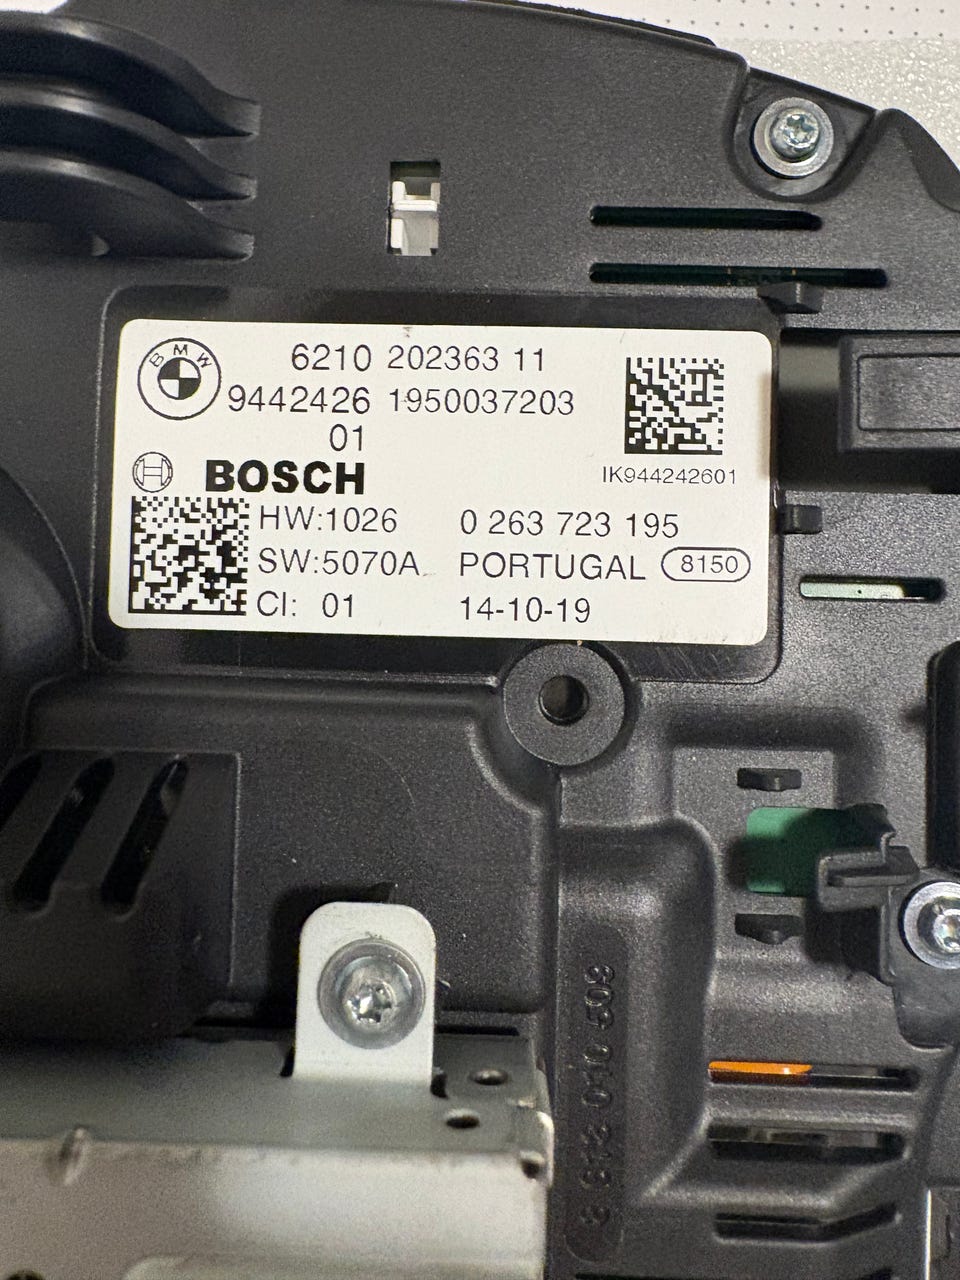 BMW
6210 202363 11
9442426 1950037203
01
IK944242601
BOSCH
HW:1026 0 263 723 195
SW:5070A PORTUGAL 8150
CI: 01 14-10-19